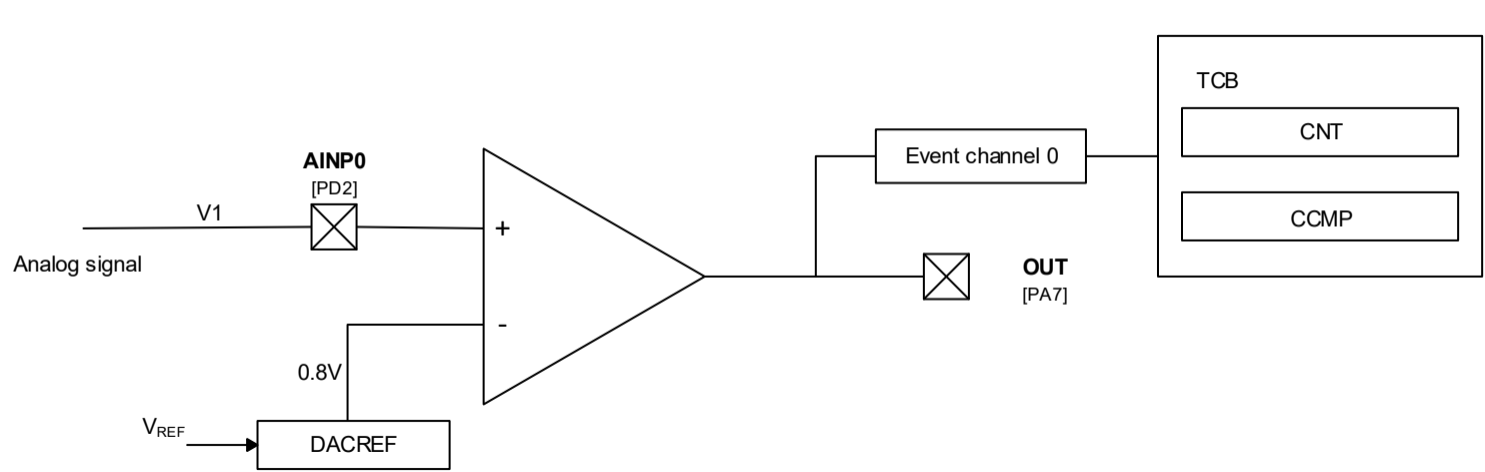 TCB
CNT
Event channel 0
AINP0
[PD2]
V1
+
CCMP
Analog signal
OUT
[PA7]
-
0.8V
VREF
DACREF